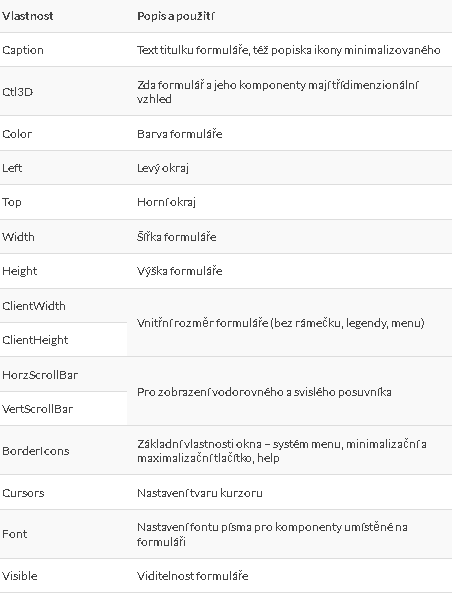 Vlastnost Popis a použití
Caption Text titulku formuláře, též popiska ikony minimalizovaného
Ctl3D Zda formulář a jeho komponenty mají třídimenzionální
vzhled
Color Barva formuláře
Left Levý okraj
Top Horní okraj
Width Šířka formuláře
Height Výška formuláře
ClientWidth
Vnitřní rozměr formuláře (bez rámečku, legendy, menu)
ClientHeight
HorzScrollBar
Pro zobrazení vodorovného a svislého posuvníka
VertScrollBar
BorderIcons Základní vlastnosti okna – systém menu, minimalizační a
maximalizační tlačítko, help
Cursors Nastavení tvaru kurzoru
Font Nastavení fontu písma pro komponenty umístěné na
formuláři
Visible Viditelnost formuláře